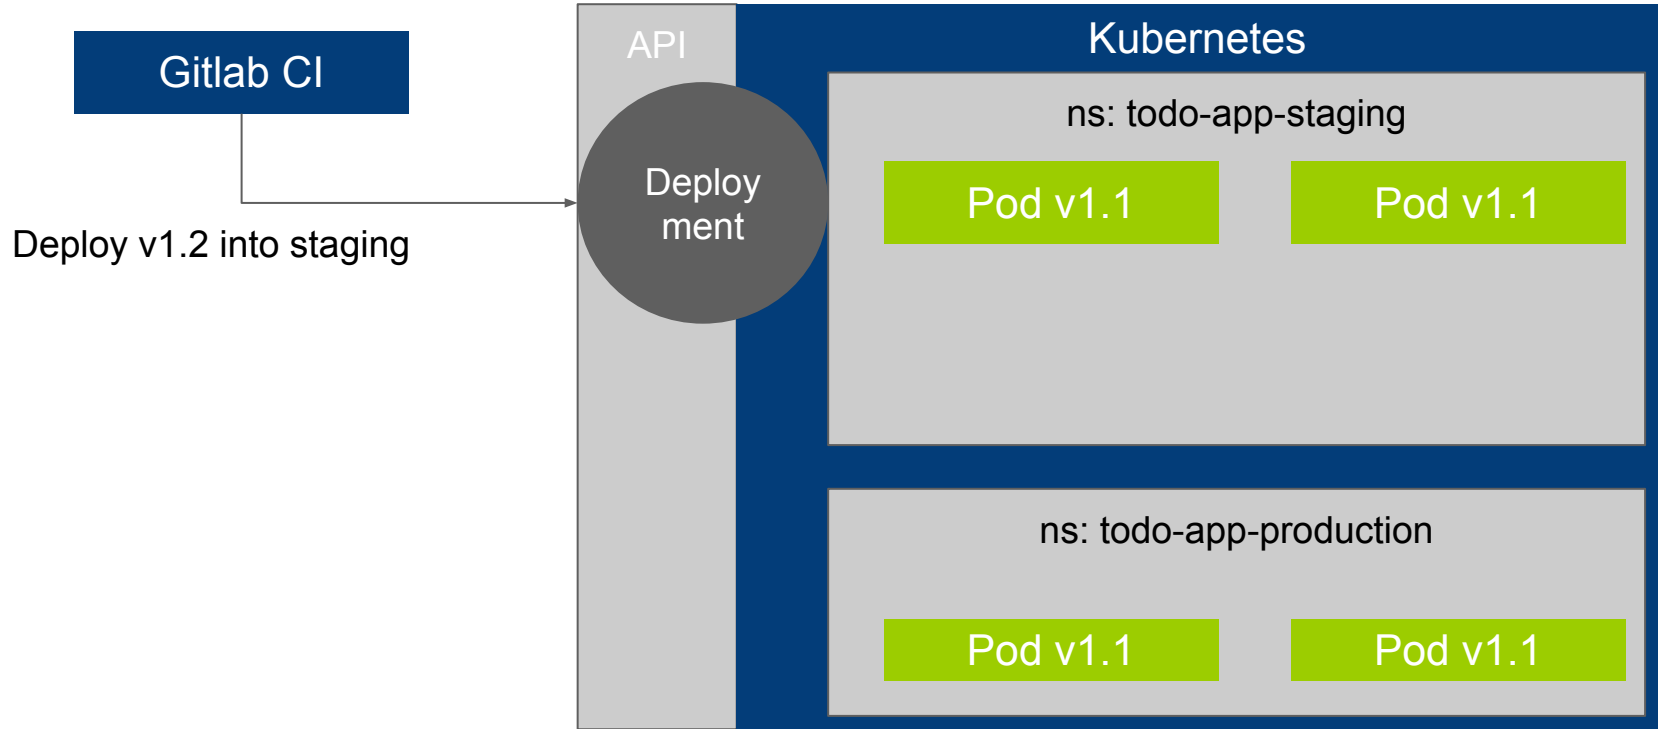 Gitlab CI
Deploy v1.2 into staging
API
Deploy
ment
Kubernetes
ns: todo-app-staging
Pod v1.1
Pod v1.1
ns: todo-app-production
Pod v1.1
Pod v1.1